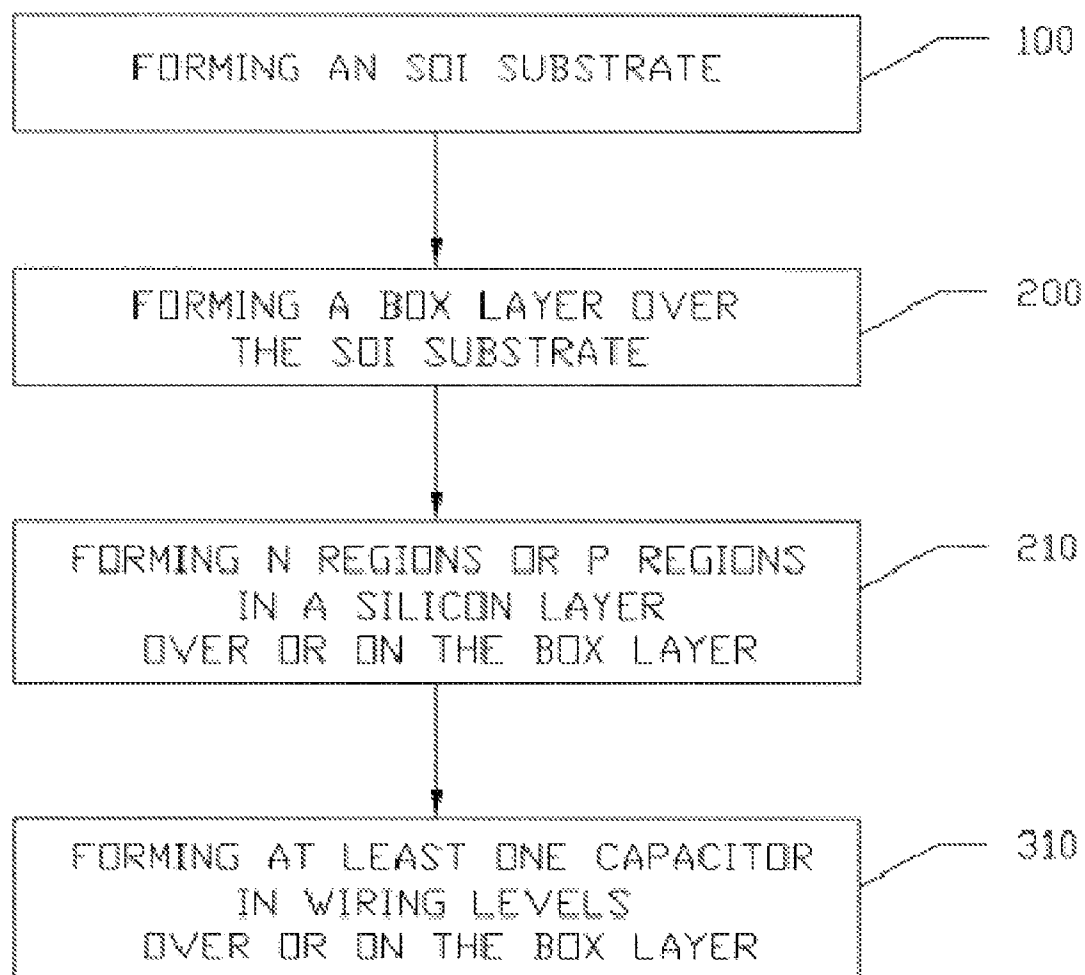 FORMING AN SOI SUBSTRATE
100
FORMING A BOX LAYER OVER
THE SOI SUBSTRATE
200
FORMING N REGIONS OR P REGIONS
IN A SILICON LAYER
OVER OR ON THE BOX LAYER
210
FORMING AT LEAST ONE CAPACITOR
IN WIRING LEVELS
OVER OR ON THE BOX LAYER
310